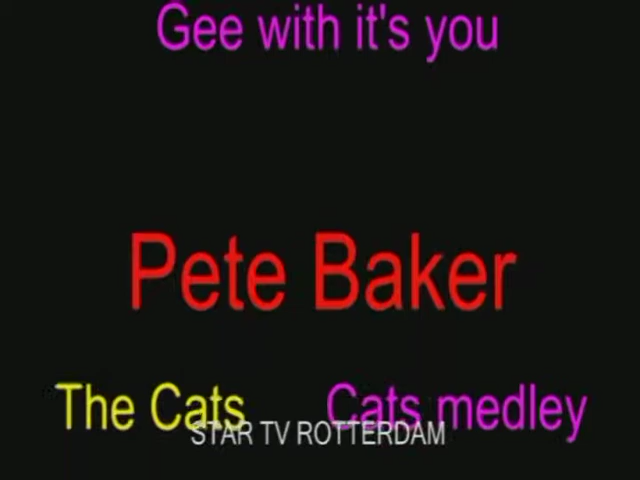 Gee with it's you
Pete Baker
The Cats Cats medley
STAR TV ROTTERDAM